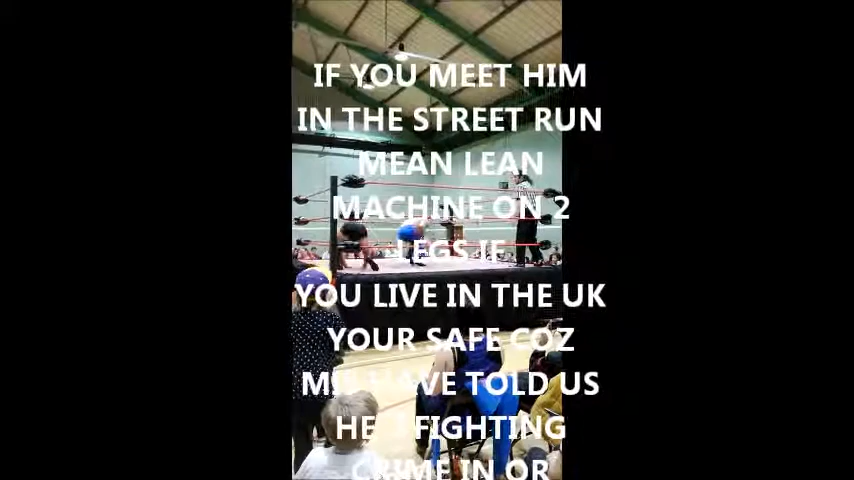 IF YOU MEET HIM
IN THE STREET RUN
MEAN LEAN
MACHINE ON 2
LEGS IF
YOU LIVE IN THE UK
YOUR SAFE COZ
HAVE TOLD US
FIGHTING
CRIME IN OR